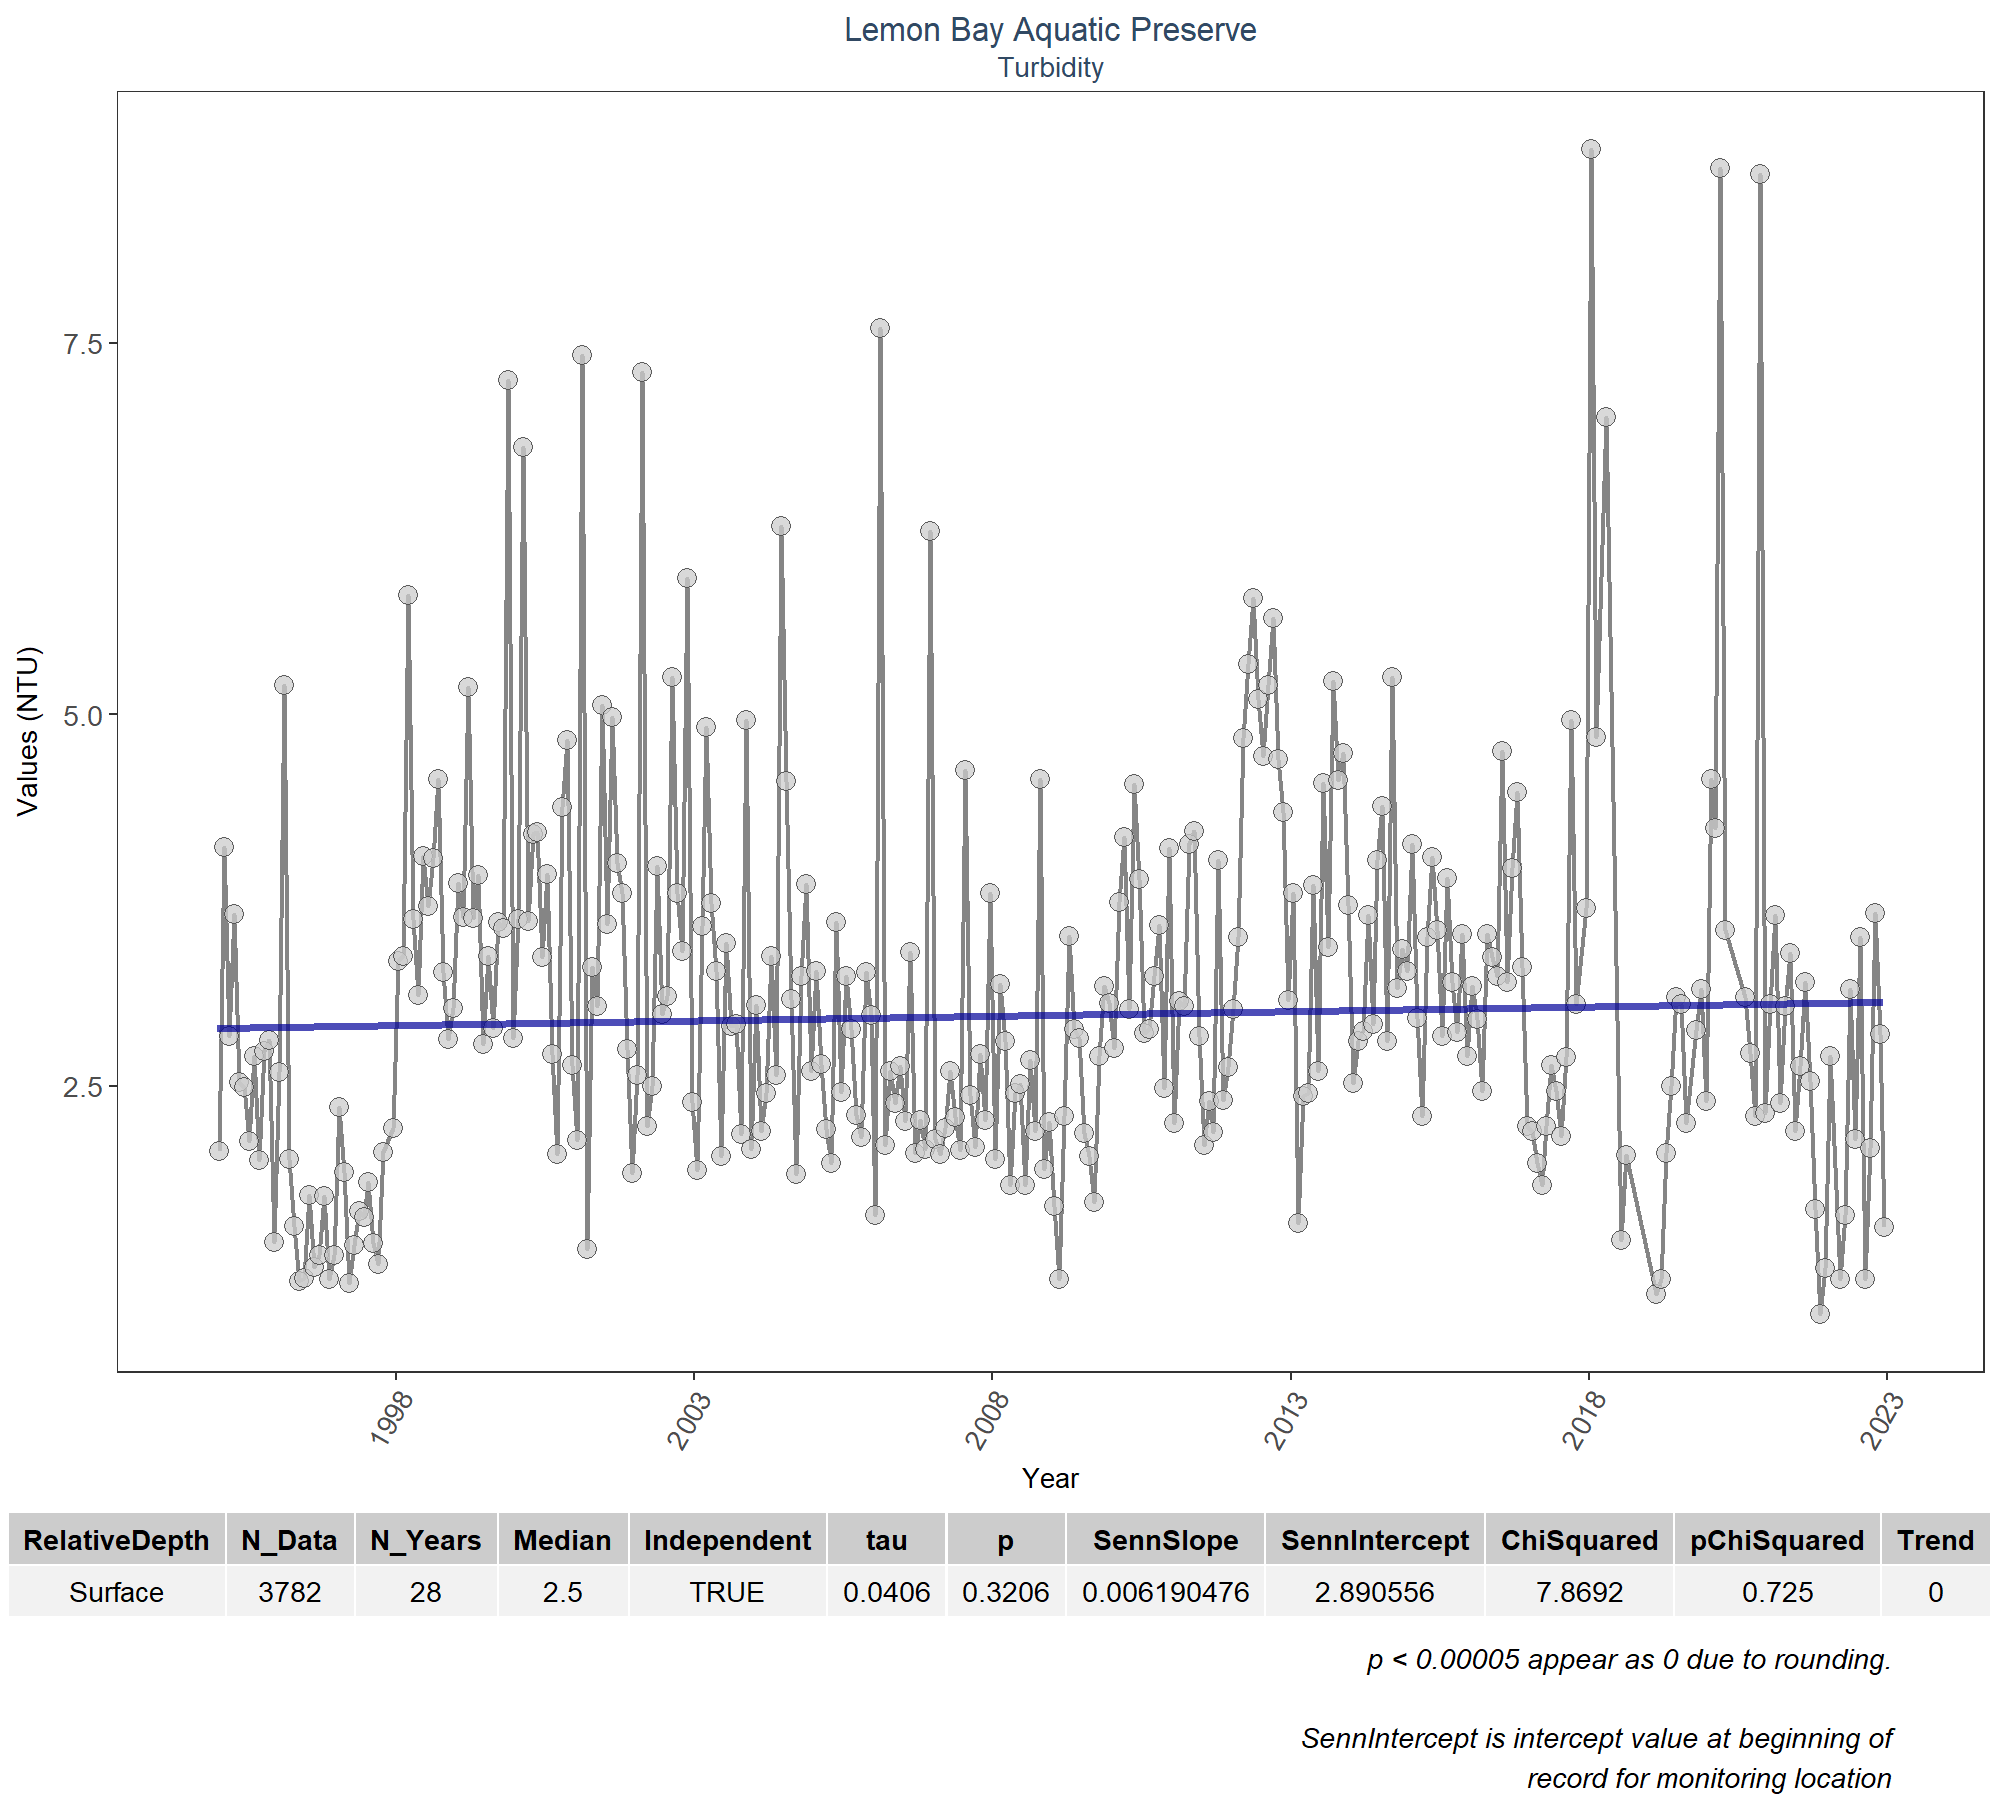 Lemon Bay Aquatic Preserve
Turbidity
Values (NTU)
7.5
5.0
2.5
1998 2003 2008 2013 2018 2023
Year
RelativeDepth N_Data N_Years Median Independent tau p SennSlope SennIntercept ChiSquared pChiSquared Trend
Surface 3782 28 2.5 TRUE 0.0406 0.3206 0.006190476 2.890556 7.8692 0.725 0
p < 0.00005 appear as 0 due to rounding.
SennIntercept is intercept value at beginning of
record for monitoring location